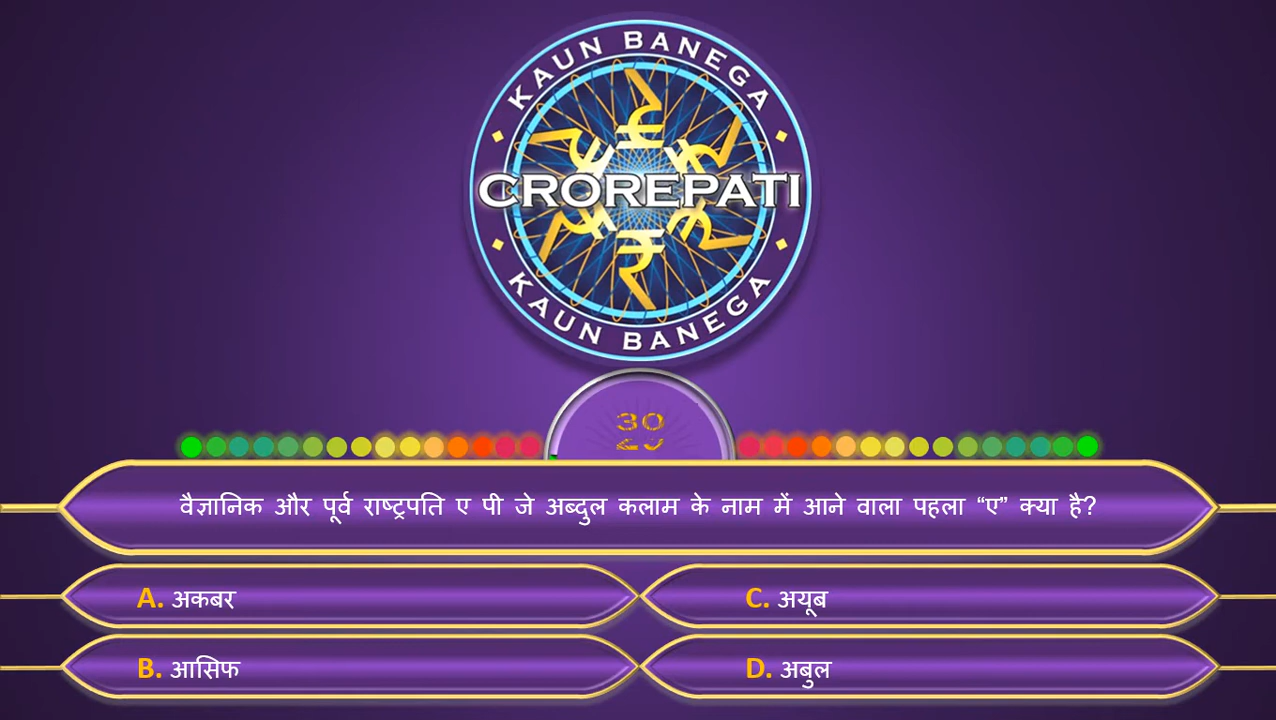 KAUN BANEGA
CROREPATI
KAUN BANEGA
30
वैज्ञानिक और पूर्व राष्ट्रपति ए पी जे अब्दुल कलाम के नाम में आने वाला पहला “ए” क्या है?
A. अकबर
C. अयूब
B. आसिफ
D. अबुल